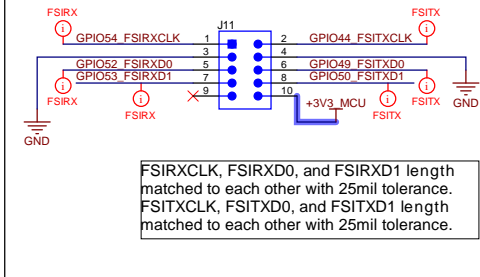 FSIRX
FSITX
J11
GPIO54_FSIRXCLK 1 2 GPIO44_FSITXCLK
3 4
GPIO52_FSIRXD0 5 6 GPIO49_FSITXD0
GPIO53_FSIRXD1 7 8 GPIO50_FSITXD1
9 10
+3V3_MCU
FSIRX
FSIRX
FSITX
FSITX
GND
GND
FSIRXCLK, FSIRXD0, and FSIRXD1 length
matched to each other with 25mil tolerance.
FSITXCLK, FSITXD0, and FSITXD1 length
matched to each other with 25mil tolerance.